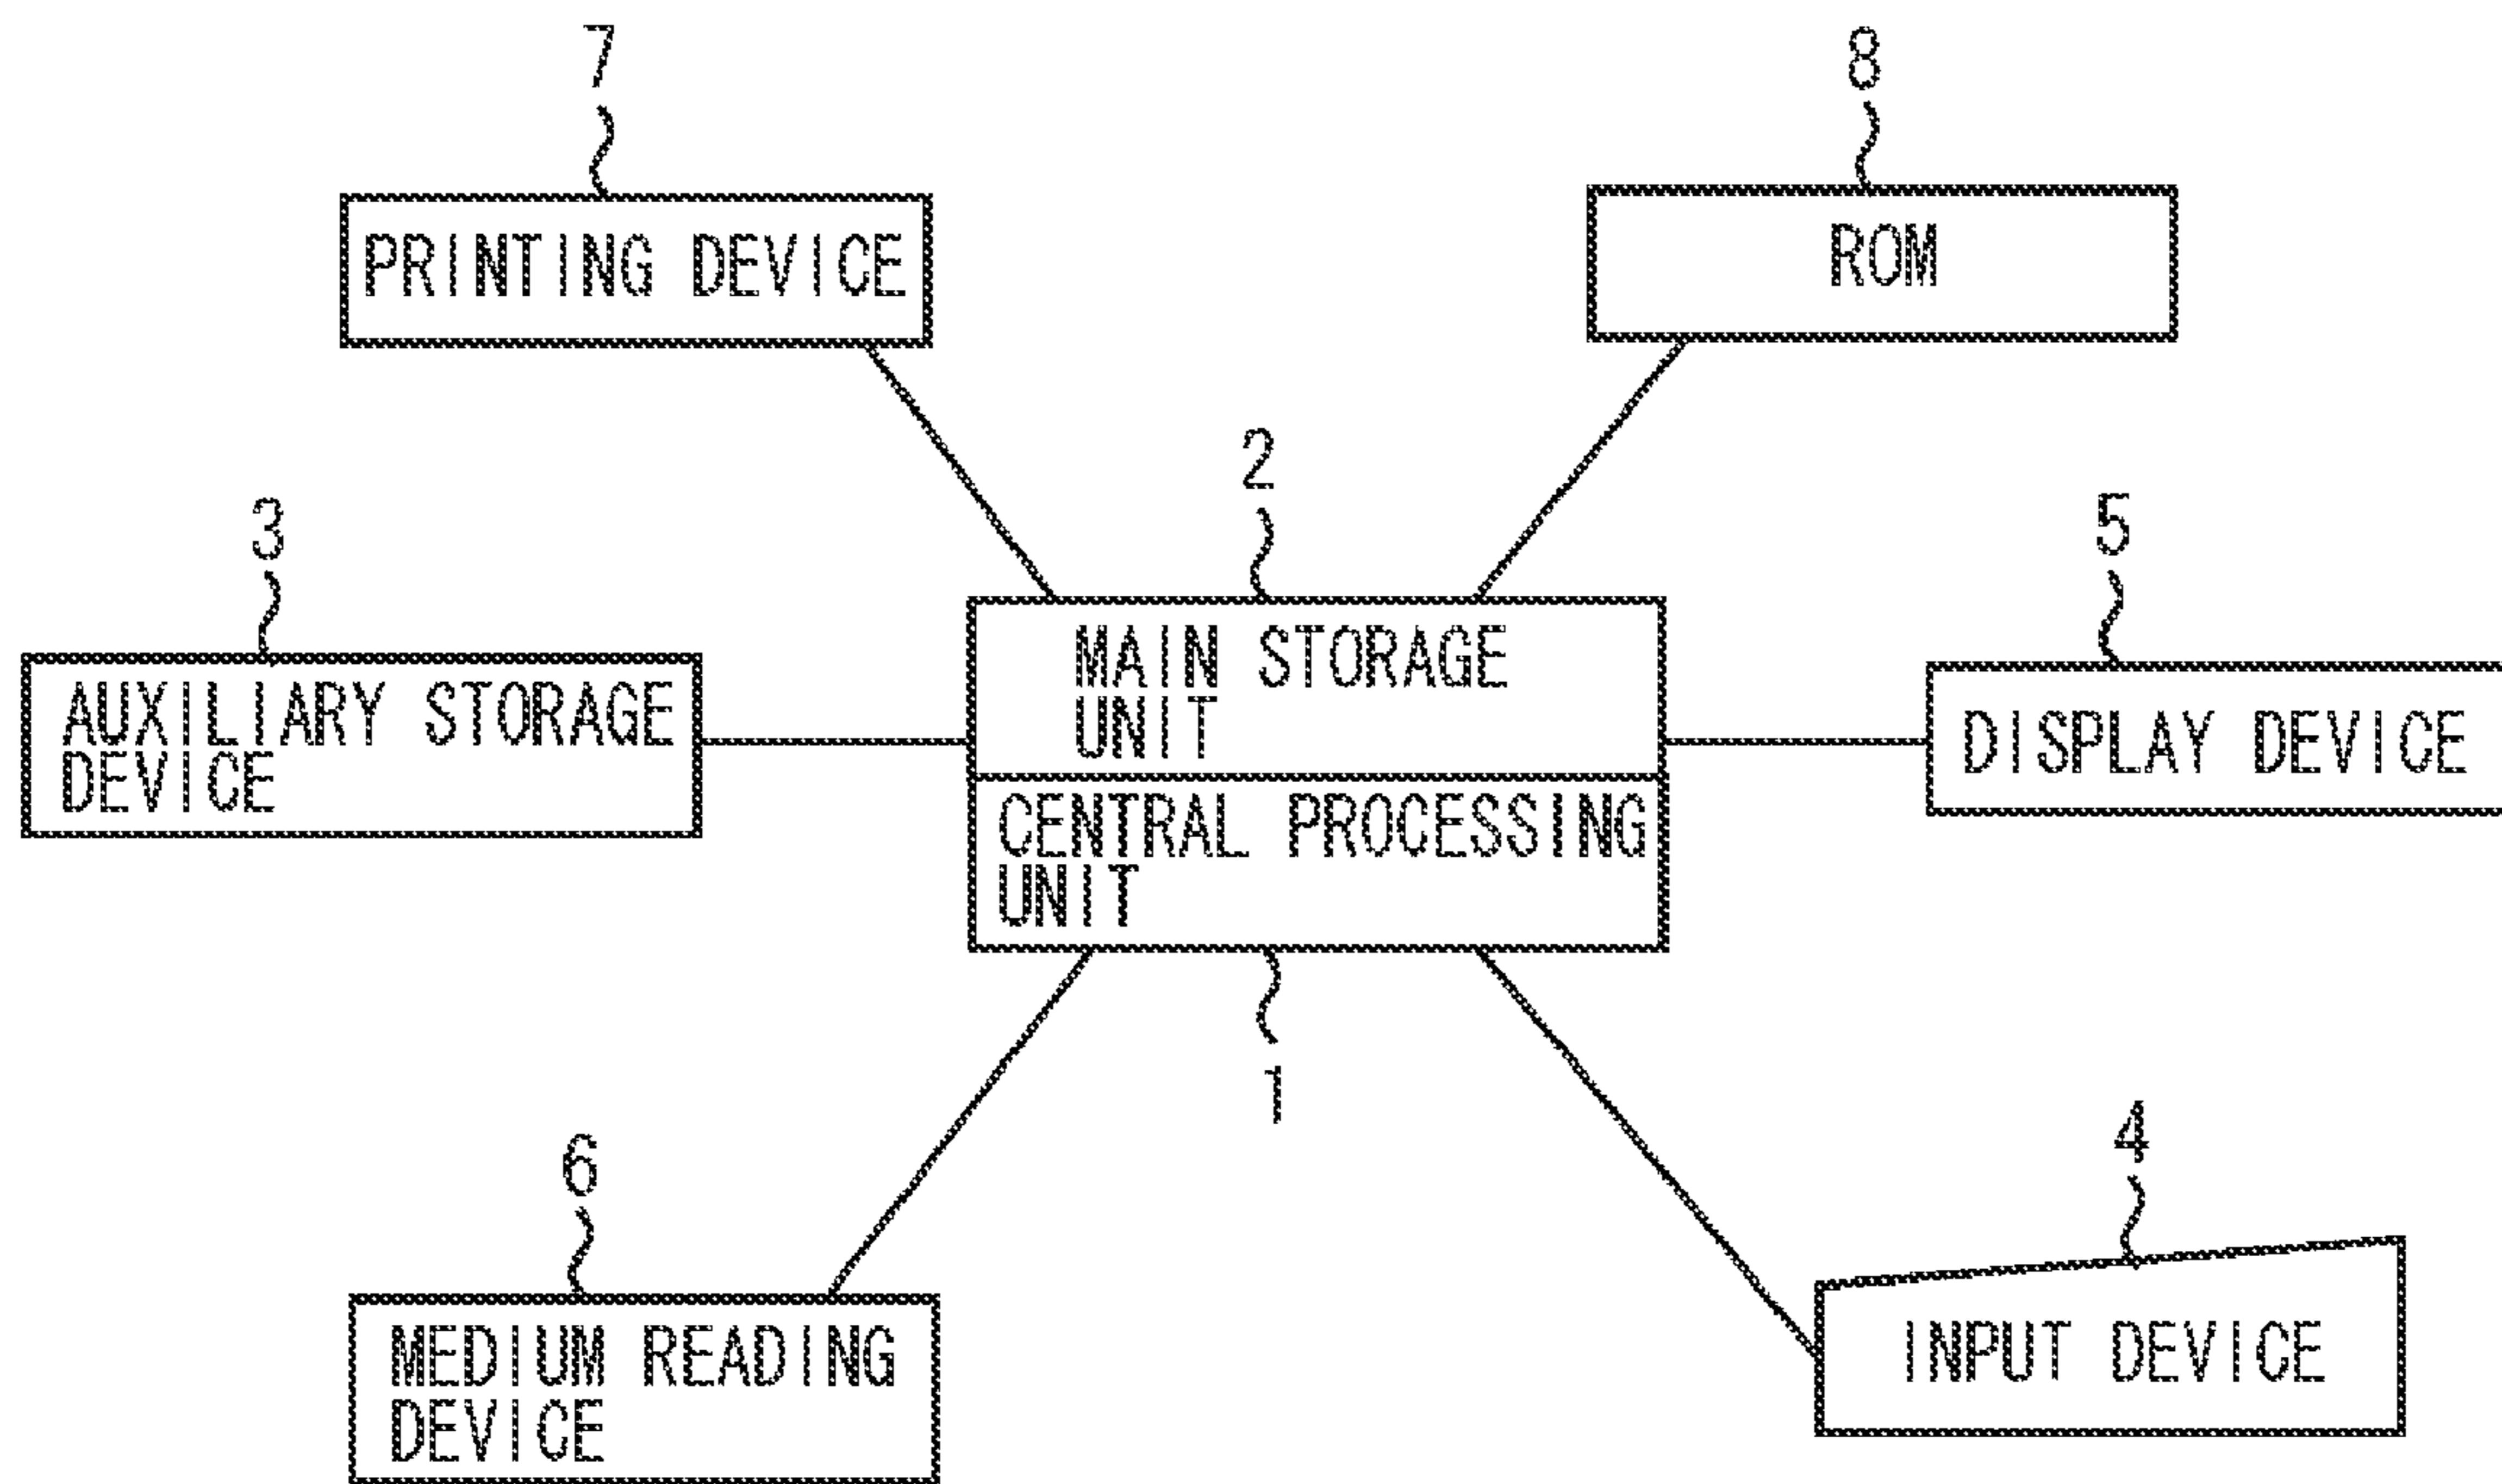 7
8
PRINTING DEVICE
ROM
2
3
5
MAIN STORAGE
UNIT
AUXILIARY STORAGE
DEVICE
DISPLAY DEVICE
CENTRAL PROCESSING
UNIT
1
6
4
MEDIUM READING
DEVICE
INPUT DEVICE